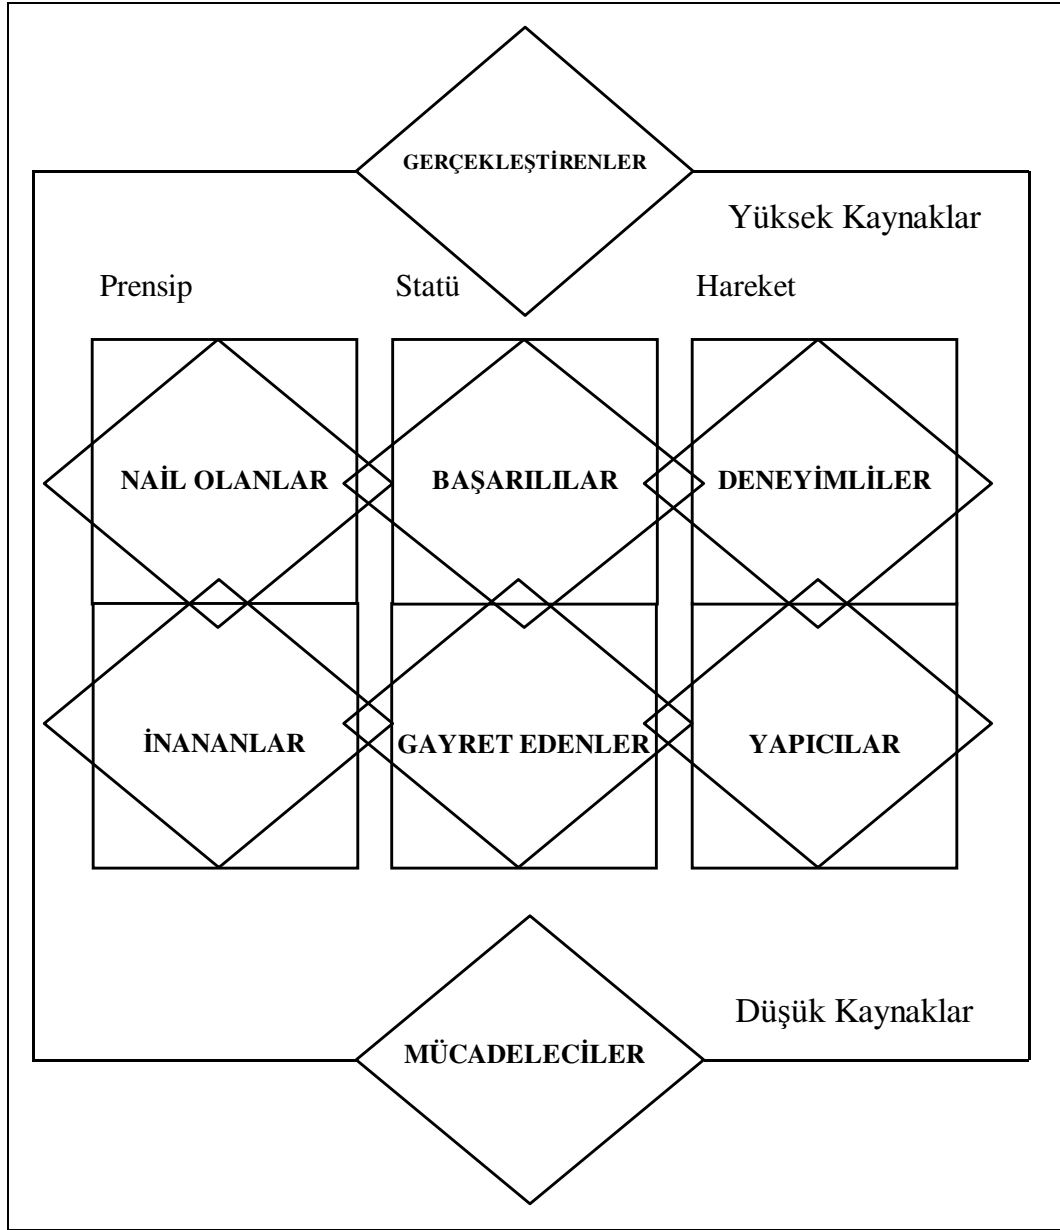 GERÇEKLEŞTİRENLER
Yüksek Kaynaklar
Prensip Statü Hareket
NAİL OLANLAR BAŞARILILAR DENEYİMLİLER
İNANANLAR GAYRET EDENLER YAPICILAR
Düşük Kaynaklar
MÜCADELECİLER